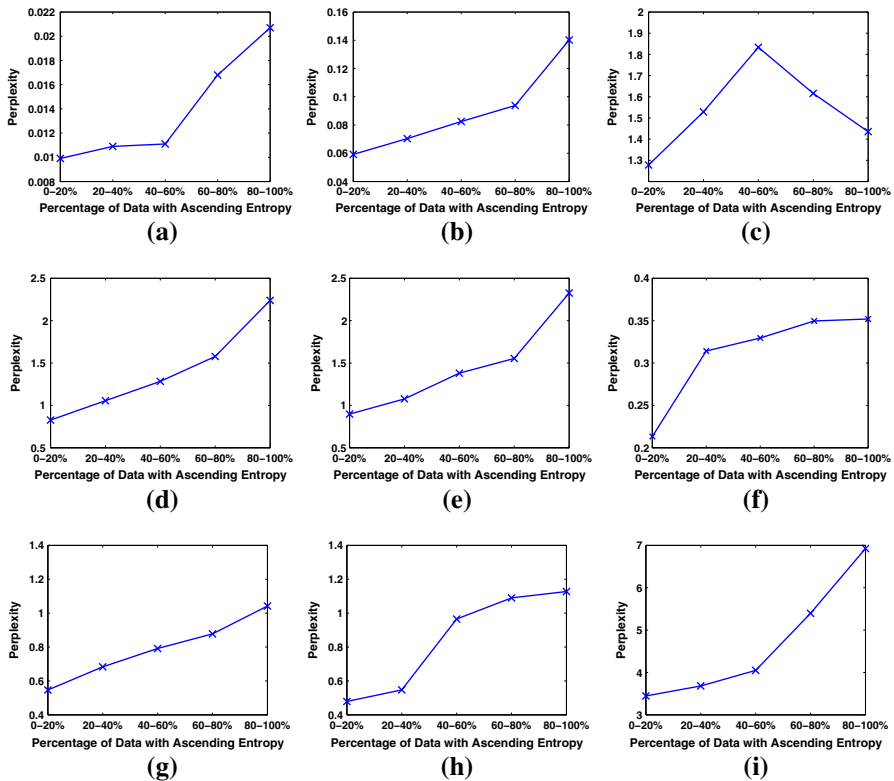 0.022
0.02
0.018
0.016
0.014
0.012
0.01
0.008
Perplexity
0−20% 20−40% 40−60% 60−80% 80−100%
Percentage of Data with Ascending Entropy
(a)
0.16
0.14
0.12
0.1
0.08
0.06
0.04
Perplexity
0−20% 20−40% 40−60% 60−80% 80−100%
Percentage of Data with Ascending Entropy
(b)
2
1.9
1.8
1.7
1.6
1.5
1.4
1.3
Perplexity
0−20% 20−40% 40−60% 60−80% 80−100%
Percentage of Data with Ascending Entropy
(c)
2.5
2
1.5
1
0.5
Perplexity
0−20% 20−40% 40−60% 60−80% 80−100%
Percentage of Data with Ascending Entropy
(d)
2.5
2
1.5
1
0.5
Perplexity
0−20% 20−40% 40−60% 60−80% 80−100%
Percentage of Data with Ascending Entropy
(e)
0.4
0.35
0.3
0.25
0.2
Perplexity
0−20% 20−40% 40−60% 60−80% 80−100%
Percentage of Data with Ascending Entropy
(f)
1.4
1.2
1
0.8
0.6
0.4
Perplexity
0−20% 20−40% 40−60% 60−80% 80−100%
Percentage of Data with Ascending Entropy
(g)
1.4
1.2
1
0.8
0.6
0.4
Perplexity
0−20% 20−40% 40−60% 60−80% 80−100%
Percentage of Data with Ascending Entropy
(h)
7
6
5
4
3
Perplexity
0−20% 20−40% 40−60% 60−80% 80−100%
Percentage of Data with Ascending Entropy
(i)